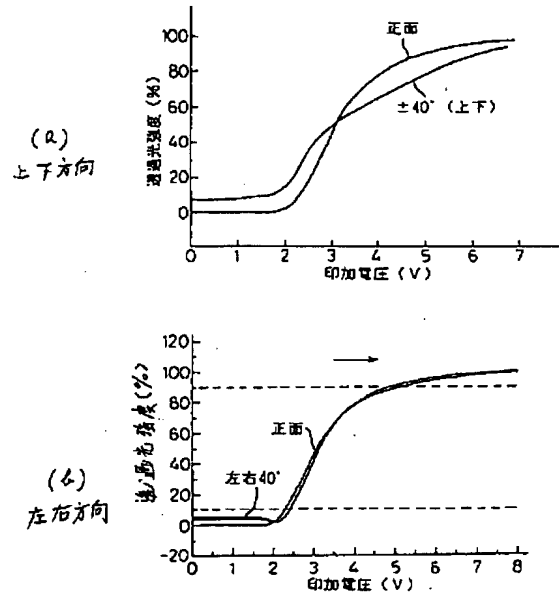 (a)
上下方向
透過光強度 (%)
100
80
60
40
20
0
正面
±40° (上下)
0 1 2 3 4 5 6 7
印加電圧 (V)
(b)
左右方向
透過光強度 (%)
120
100
80
60
40
20
0
-20
正面
左右40°
0 1 2 3 4 5 6 7 8
印加電圧 (V)